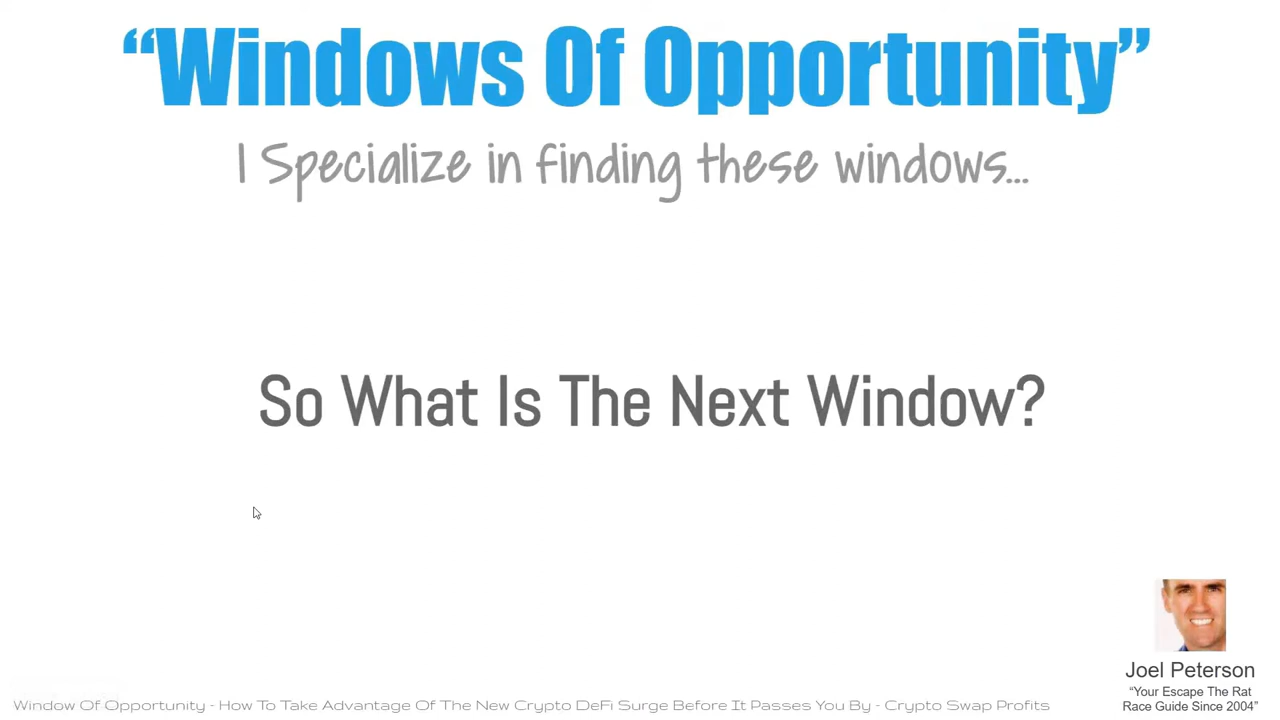 “Windows Of Opportunity”
I Specialize in finding these windows...
So What Is The Next Window?
Joel Peterson
“Your Escape The Rat
Race Guide Since 2004”
Window Of Opportunity - How To Take Advantage Of The New Crypto DeFi Surge Before It Passes You By - Crypto Swap Profits